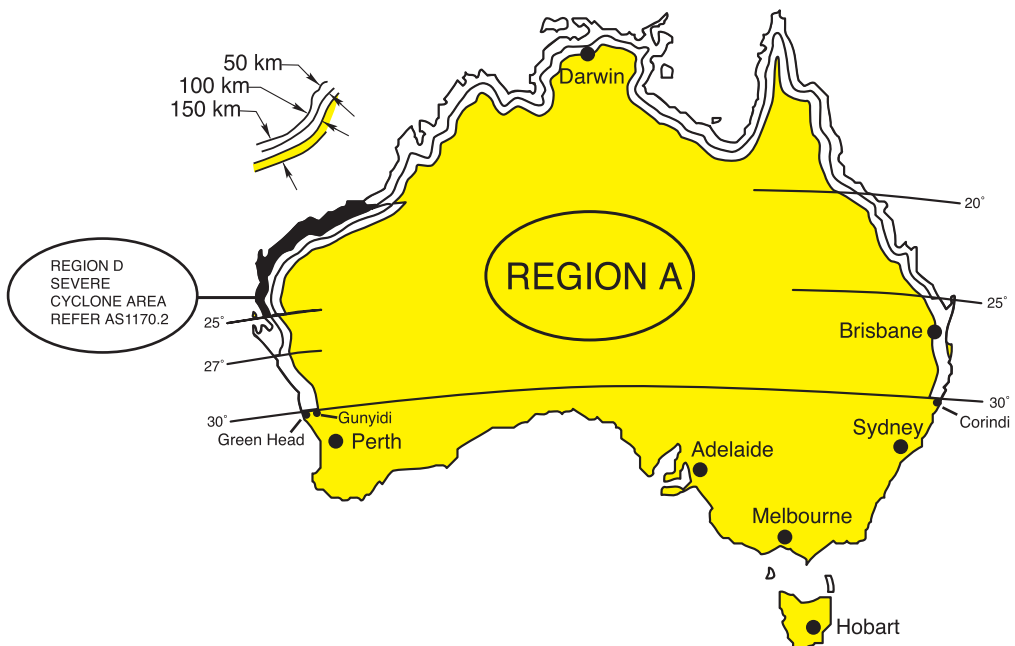 50 km
100 km
150 km
Darwin
20°
REGION A
REGION D
SEVERE
CYCLONE AREA
REFER AS1170.2
25°
25°
Brisbane
27°
30°
30°
Gunyidi
Green Head
Corindi
Perth
Sydney
Adelaide
Melbourne
Hobart